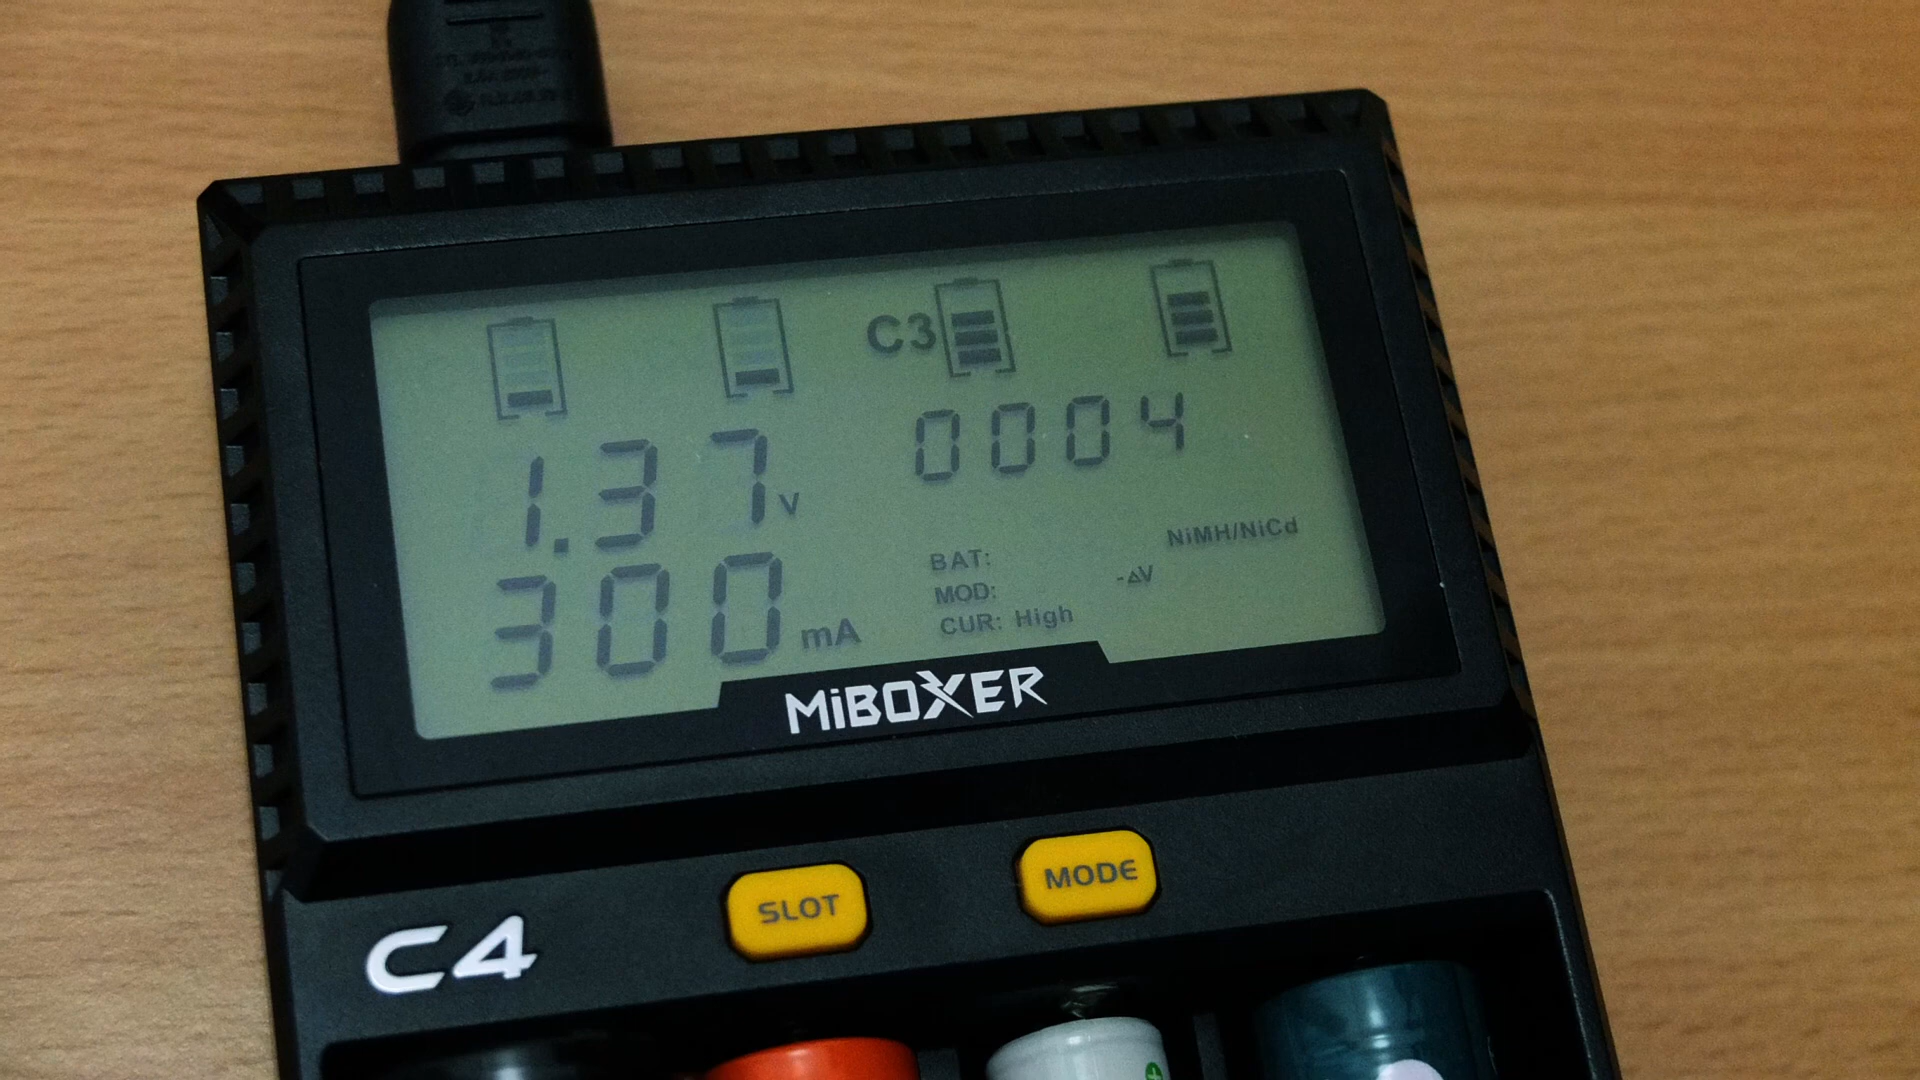 C3
1.37V
0004
300mA
NiMH/NiCd
BAT:
MOD: -ΔV
CUR: High
MiBOXER
SLOT
MODE
C4